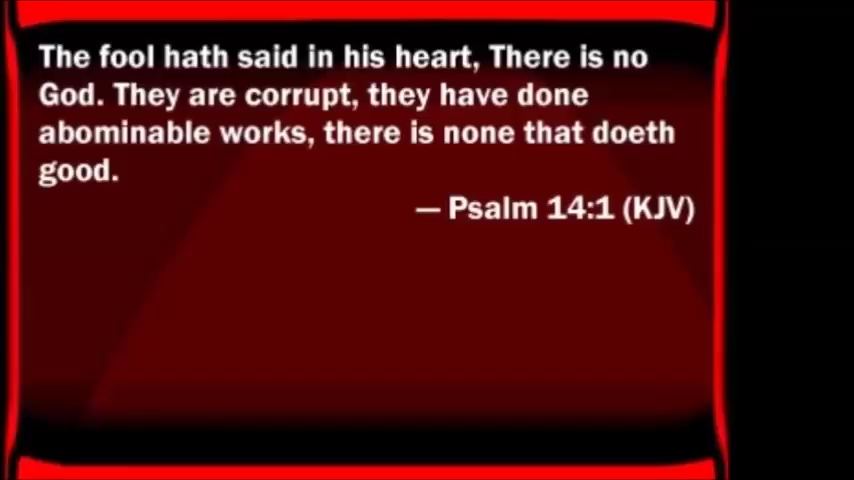 The fool hath said in his heart, There is no
God. They are corrupt, they have done
abominable works, there is none that doeth
good.
— Psalm 14:1 (KJV)